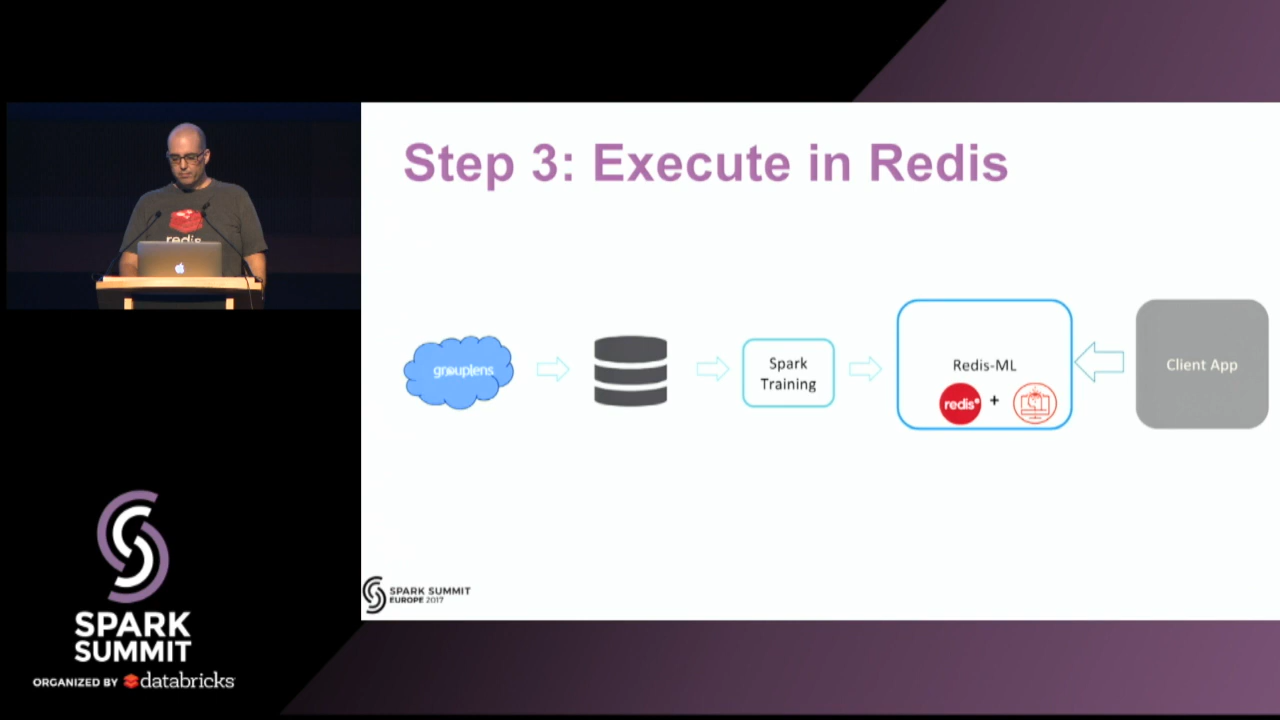 Step 3: Execute in Redis
redis
grouplens
Spark
Training
Redis-ML
redis
+
Client App
SPARK SUMMIT
EUROPE 2017
SPARK
SUMMIT
ORGANIZED BY databricks